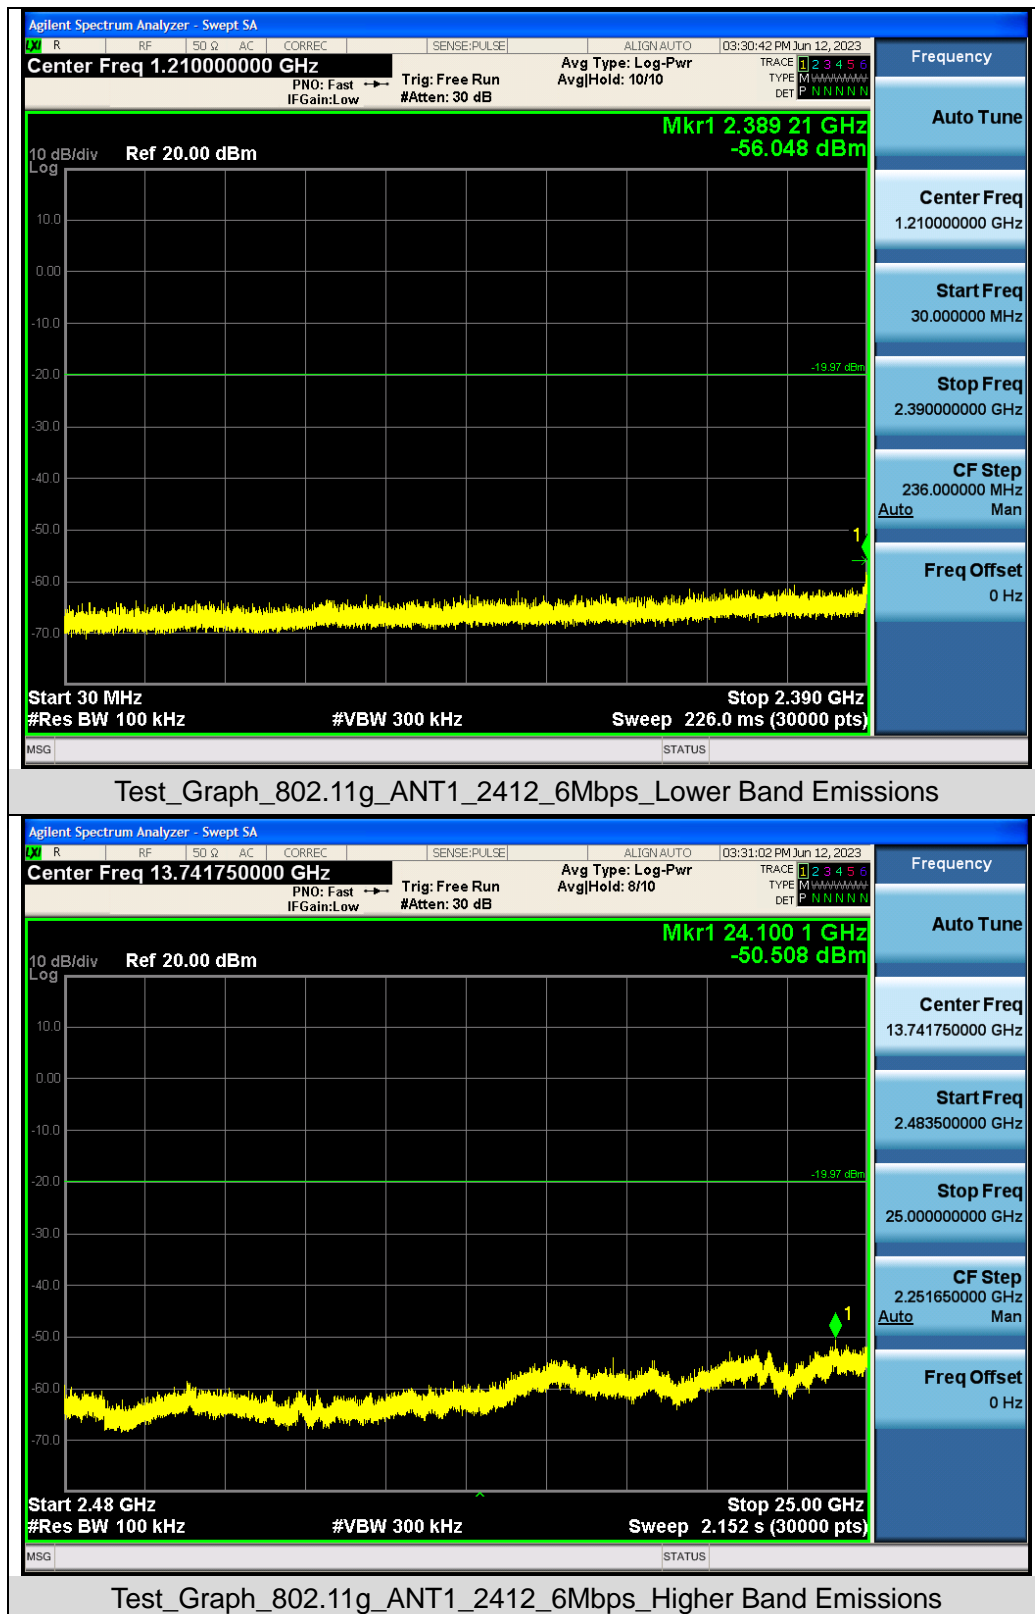 Agilent Spectrum Analyzer - Swept SA
LXI R RF 50 Ω AC CORREC SENSE:PULSE ALIGN AUTO 03:30:42 PM Jun 12, 2023
Center Freq 1.210000000 GHz
PNO: Fast
IFGain:Low
Trig: Free Run
#Atten: 30 dB
Avg Type: Log-Pwr
Avg|Hold: 10/10
TRACE 1 2 3 4 5 6
TYPE M
DET P N N N N N
Mkr1 2.389 21 GHz
-56.048 dBm
10 dB/div Ref 20.00 dBm
Log
10.0
0.00
-10.0
-20.0
-19.97 dBm
-30.0
-40.0
-50.0
1
-60.0
-70.0
Start 30 MHz Stop 2.390 GHz
#Res BW 100 kHz #VBW 300 kHz Sweep 226.0 ms (30000 pts)
MSG STATUS
Frequency
Auto Tune
Center Freq
1.210000000 GHz
Start Freq
30.000000 MHz
Stop Freq
2.390000000 GHz
CF Step
236.000000 MHz
Auto Man
Freq Offset
0 Hz
Test_Graph_802.11g_ANT1_2412_6Mbps_Lower Band Emissions
Agilent Spectrum Analyzer - Swept SA
LXI R RF 50 Ω AC CORREC SENSE:PULSE ALIGN AUTO 03:31:02 PM Jun 12, 2023
Center Freq 13.741750000 GHz
PNO: Fast
IFGain:Low
Trig: Free Run
#Atten: 30 dB
Avg Type: Log-Pwr
Avg|Hold: 8/10
TRACE 1 2 3 4 5 6
TYPE M
DET P N N N N N
Mkr1 24.100 1 GHz
-50.508 dBm
10 dB/div Ref 20.00 dBm
Log
10.0
0.00
-10.0
-20.0
-19.97 dBm
-30.0
-40.0
1
-50.0
-60.0
-70.0
Start 2.48 GHz Stop 25.00 GHz
#Res BW 100 kHz #VBW 300 kHz Sweep 2.152 s (30000 pts)
MSG STATUS
Frequency
Auto Tune
Center Freq
13.741750000 GHz
Start Freq
2.483500000 GHz
Stop Freq
25.000000000 GHz
CF Step
2.251650000 GHz
Auto Man
Freq Offset
0 Hz
Test_Graph_802.11g_ANT1_2412_6Mbps_Higher Band Emissions